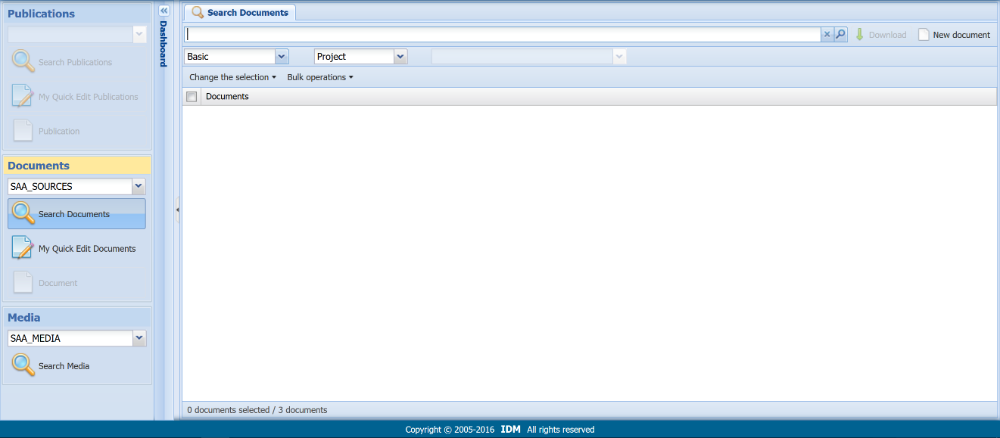 Publications
Search Publications
My Quick Edit Publications
Publication
Documents
SAA_SOURCES
Search Documents
My Quick Edit Documents
Document
Media
SAA_MEDIA
Search Media
Dashboard
Search Documents
Download
New document
Basic
Project
Change the selection
Bulk operations
Documents
0 documents selected / 3 documents
Copyright © 2005-2016 IDM All rights reserved